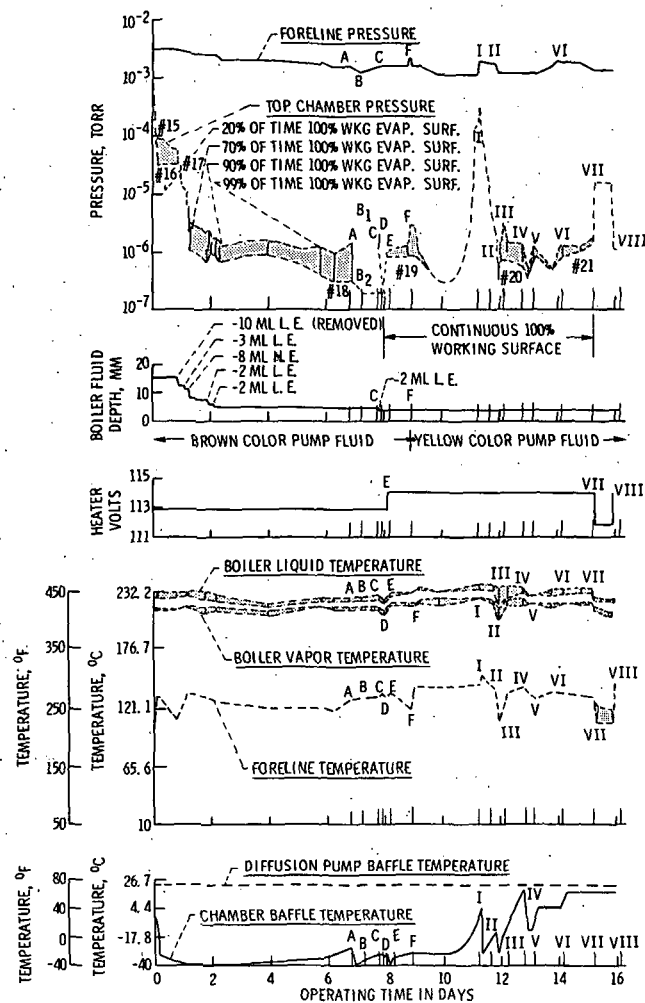 10-2
FORELINE PRESSURE
A C F I II VI
10-3
B
TOP CHAMBER PRESSURE
10-4
#15
20% OF TIME 100% WKG EVAP. SURF.
#17
70% OF TIME 100% WKG EVAP. SURF.
I
#16
90% OF TIME 100% WKG EVAP. SURF.
99% OF TIME 100% WKG EVAP. SURF.
PRESSURE, TORR
10-5
VII
B1 D F III
A C E IV VI VIII
II V
10-6
B2
#19 #20 #21
#18
10-7
-10 ML L.E. (REMOVED)
-3 ML L.E.
-8 ML N.E.
-2 ML L.E.
-2 ML L.E.
CONTINUOUS 100%
WORKING SURFACE
BOILER FLUID
DEPTH, MM
20
10
0
C -2 ML L.E.
F
BROWN COLOR PUMP FLUID
YELLOW COLOR PUMP FLUID
HEATER
VOLTS
115
113
111
E VII VIII
BOILER LIQUID TEMPERATURE
450 232.2
A B C E III IV VI VII
D F I V
II
350 176.7
BOILER VAPOR TEMPERATURE
TEMPERATURE, °F
TEMPERATURE, °C
250 121.1
A B C E I II IV VI VIII
D F III V VII
150 65.6
FORELINE TEMPERATURE
50 10
TEMPERATURE, °F
TEMPERATURE, °C
DIFFUSION PUMP BAFFLE TEMPERATURE
80 26.7
40 4.4
I IV
CHAMBER BAFFLE TEMPERATURE
0 -17.8
A B C D E F II III V VI VII VIII
-40 -40
0 2 4 6 8 10 12 14 16
OPERATING TIME IN DAYS